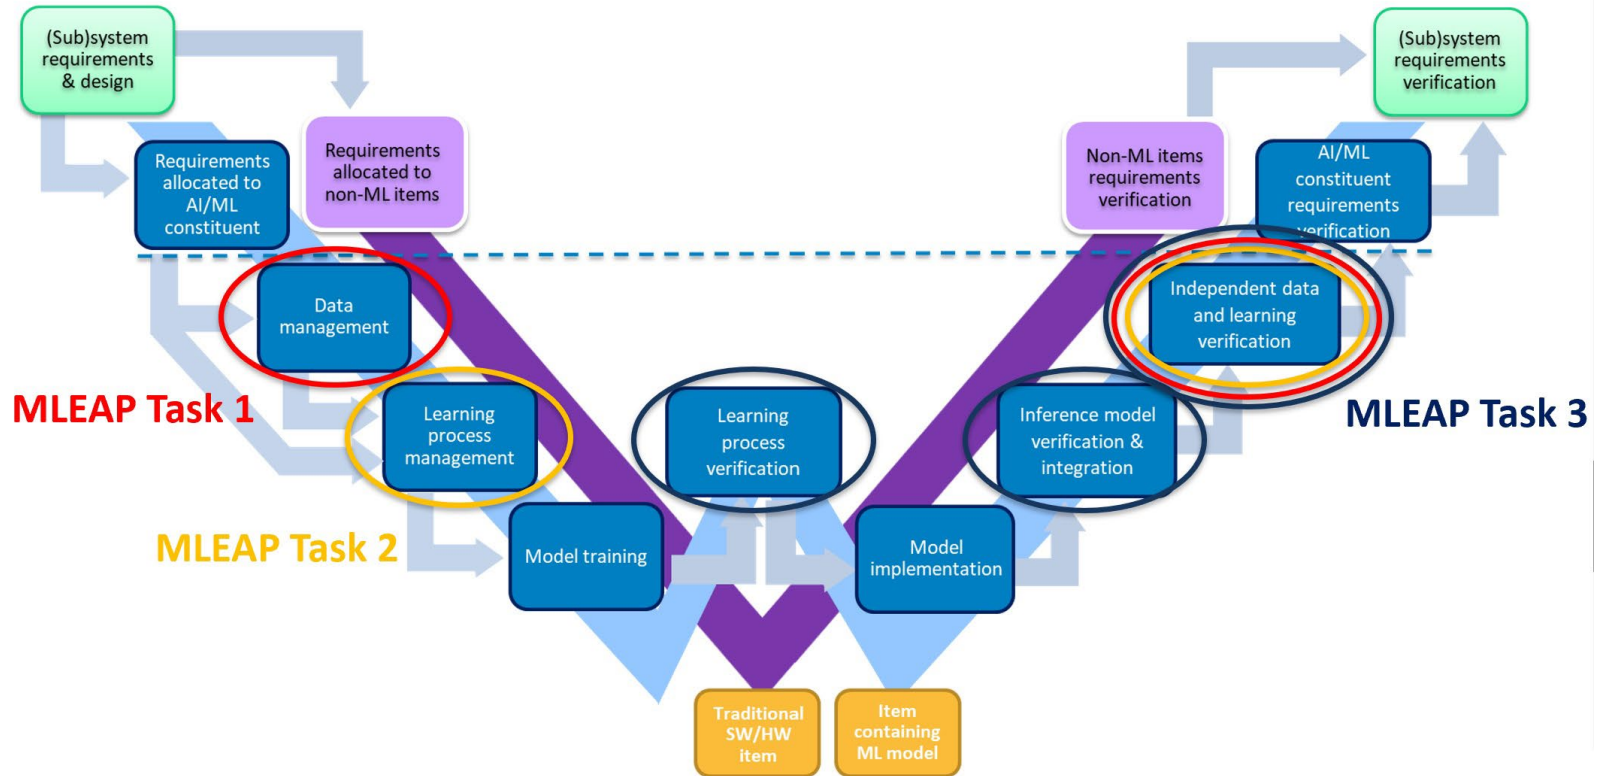 (Sub)system
requirements
& design
(Sub)system
requirements
verification
Requirements
allocated to
AI/ML
constituent
Requirements
allocated to
non-ML items
Non-ML items
requirements
verification
AI/ML
constituent
requirements
verification
Data
management
Independent data
and learning
verification
MLEAP Task 1
MLEAP Task 3
Learning
process
management
Learning
process
verification
Inference model
verification &
integration
MLEAP Task 2
Model training
Model
implementation
Traditional
SW/HW
item
Item
containing
ML model